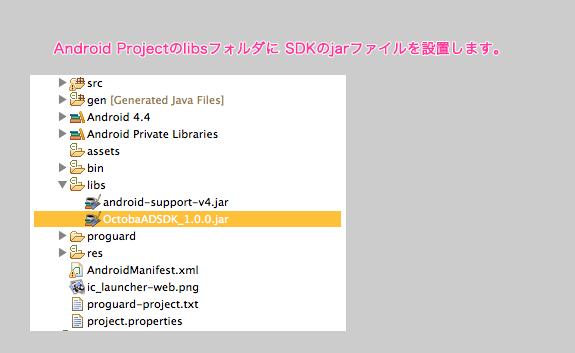 Android Projectのlibsフォルダに SDKのjarファイルを設置します。
src
gen [Generated Java Files]
Android 4.4
Android Private Libraries
assets
bin
libs
android-support-v4.jar
OctobaADSDK_1.0.0.jar
proguard
res
AndroidManifest.xml
ic_launcher-web.png
proguard-project.txt
project.properties